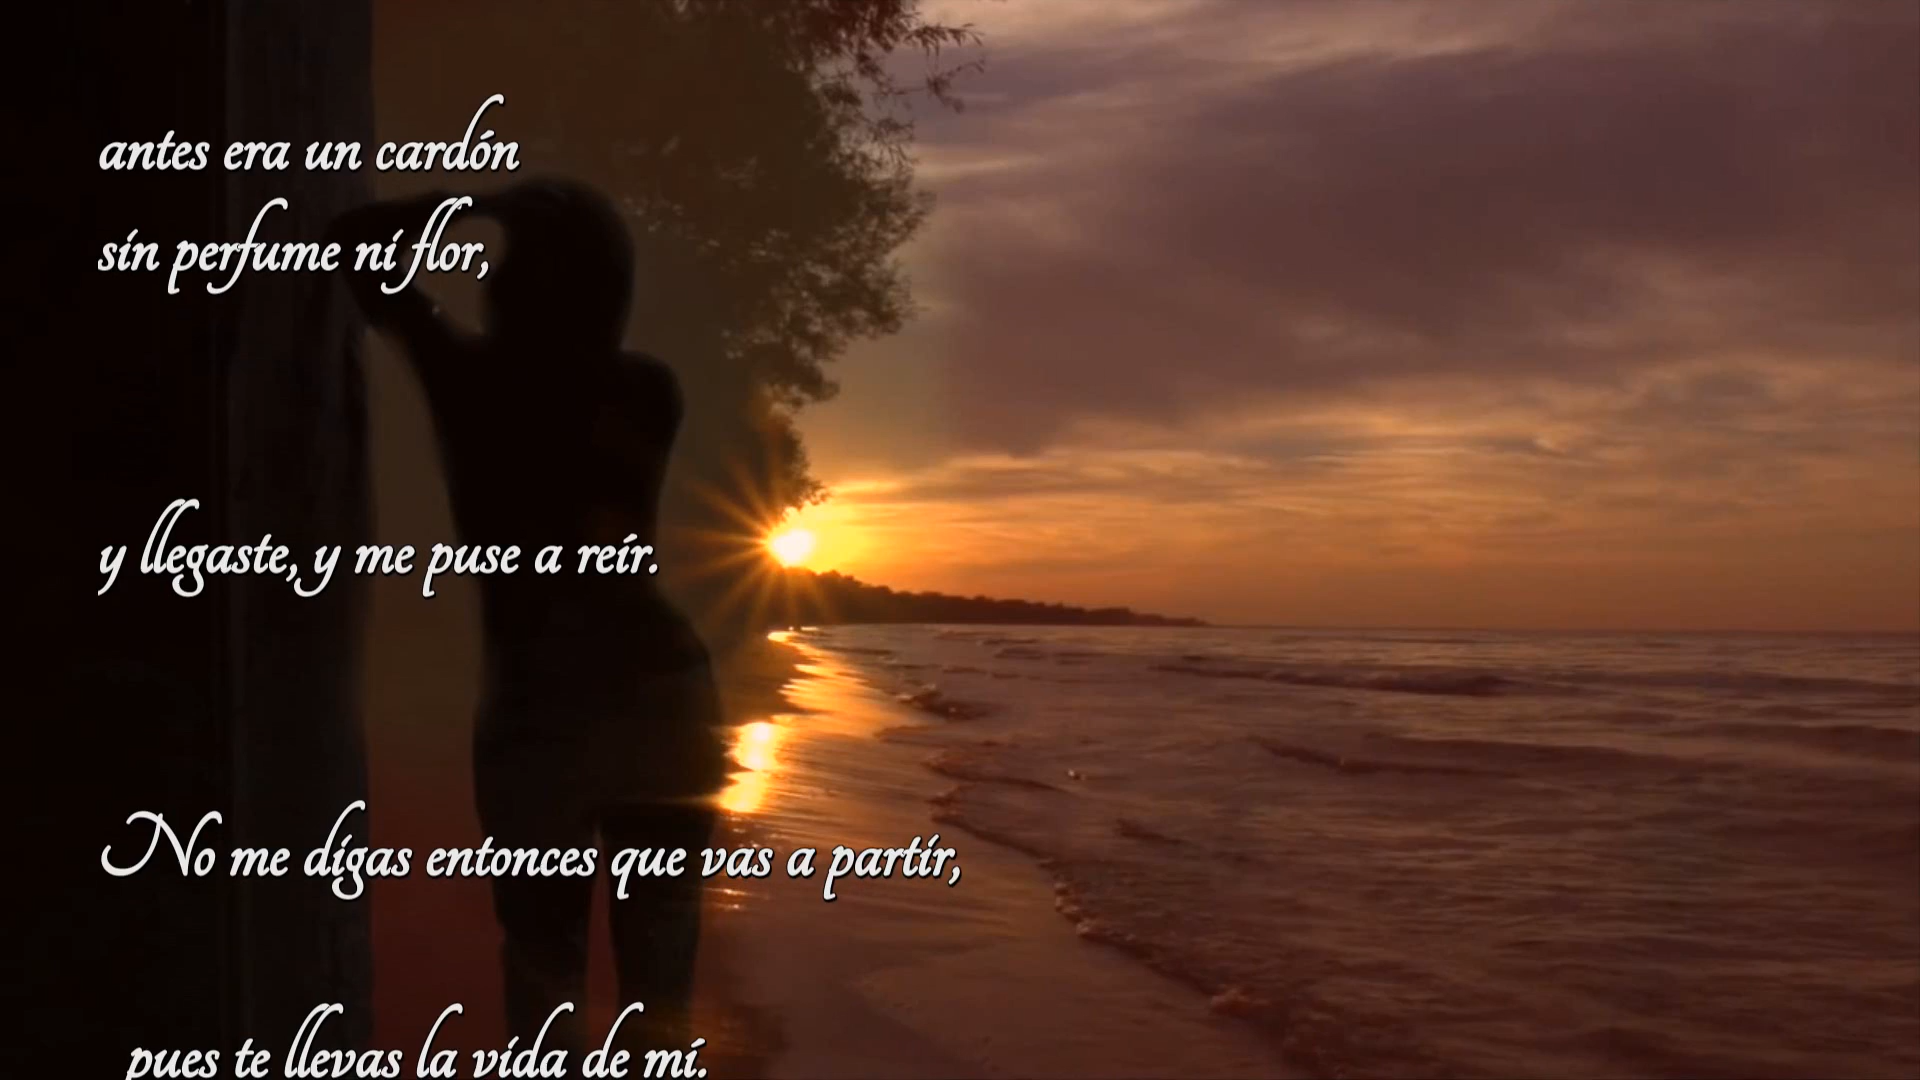 antes era un cardón
sin perfume ni flor,
y llegaste, y me puse a reír.
No me digas entonces que vas a partir,
pues te llevas la vida de mí.